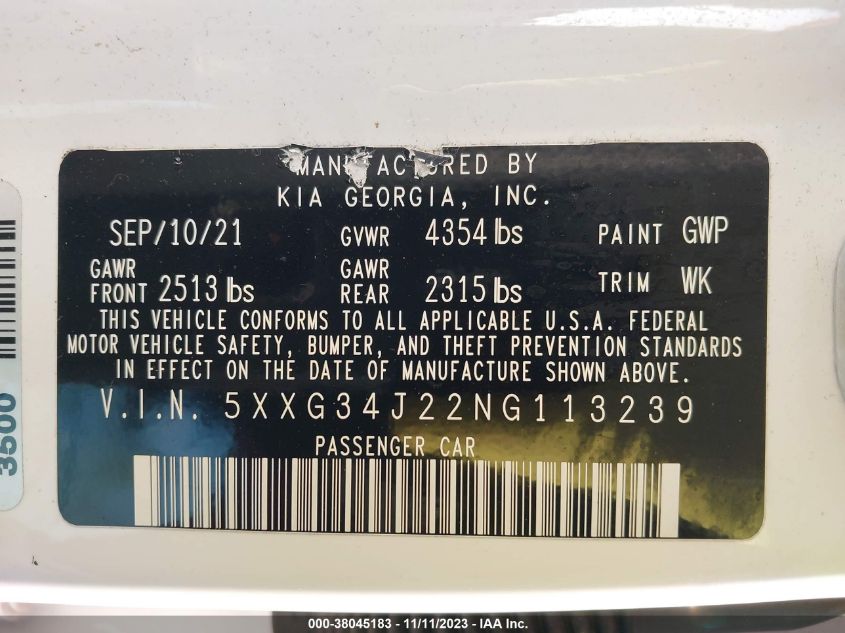 MANUFACTURED BY
KIA GEORGIA, INC.
SEP/10/21 GVWR 4354 lbs PAINT GWP
GAWR FRONT 2513 lbs GAWR REAR 2315 lbs TRIM WK
THIS VEHICLE CONFORMS TO ALL APPLICABLE U.S.A. FEDERAL
MOTOR VEHICLE SAFETY, BUMPER, AND THEFT PREVENTION STANDARDS
IN EFFECT ON THE DATE OF MANUFACTURE SHOWN ABOVE.
V.I.N. 5XXG34J22NG113239
PASSENGER CAR
3500
000-38045183 - 11/11/2023 - IAA Inc.